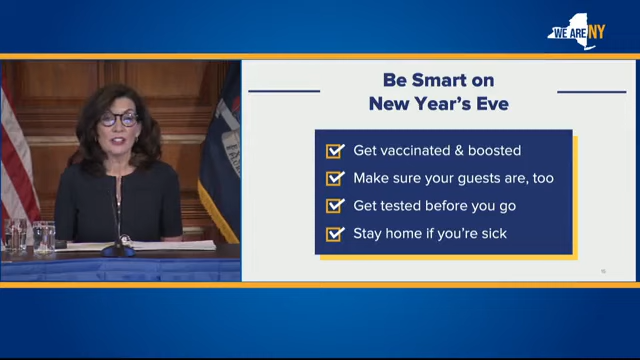 WE ARE NY
Be Smart on
New Year's Eve
Get vaccinated & boosted
Make sure your guests are, too
Get tested before you go
Stay home if you're sick